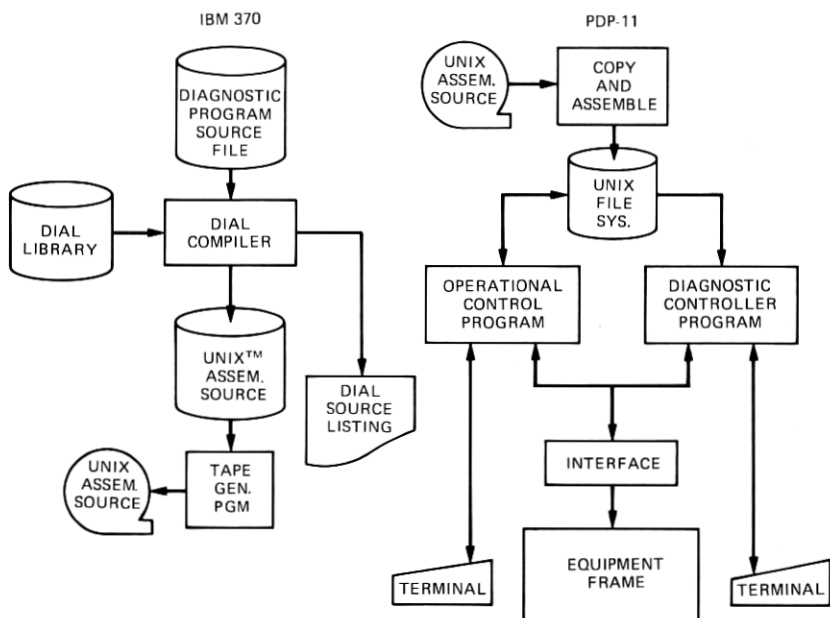 IBM 370
DIAGNOSTIC
PROGRAM
SOURCE
FILE
DIAL
LIBRARY
DIAL
COMPILER
UNIX™
ASSEM.
SOURCE
DIAL
SOURCE
LISTING
UNIX
ASSEM.
SOURCE
TAPE
GEN.
PGM
PDP-11
UNIX
ASSEM.
SOURCE
COPY
AND
ASSEMBLE
UNIX
FILE
SYS.
OPERATIONAL
CONTROL
PROGRAM
DIAGNOSTIC
CONTROLLER
PROGRAM
INTERFACE
TERMINAL
EQUIPMENT
FRAME
TERMINAL